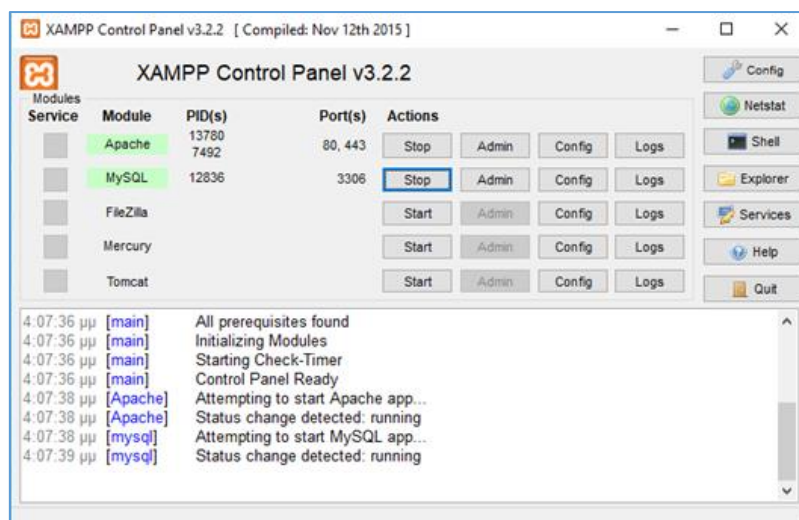 XAMPP Control Panel v3.2.2 [ Compiled: Nov 12th 2015 ]
XAMPP Control Panel v3.2.2
Config
Modules
Service Module PID(s) Port(s) Actions
Netstat
Apache 13780 7492 80, 443 Stop Admin Config Logs
Shell
MySQL 12836 3306 Stop Admin Config Logs
Explorer
FileZilla Start Admin Config Logs
Services
Mercury Start Admin Config Logs
Help
Tomcat Start Admin Config Logs
Quit
4:07:36 μμ [main] All prerequisites found
4:07:36 μμ [main] Initializing Modules
4:07:36 μμ [main] Starting Check-Timer
4:07:36 μμ [main] Control Panel Ready
4:07:38 μμ [Apache] Attempting to start Apache app...
4:07:38 μμ [Apache] Status change detected: running
4:07:38 μμ [mysql] Attempting to start MySQL app...
4:07:39 μμ [mysql] Status change detected: running